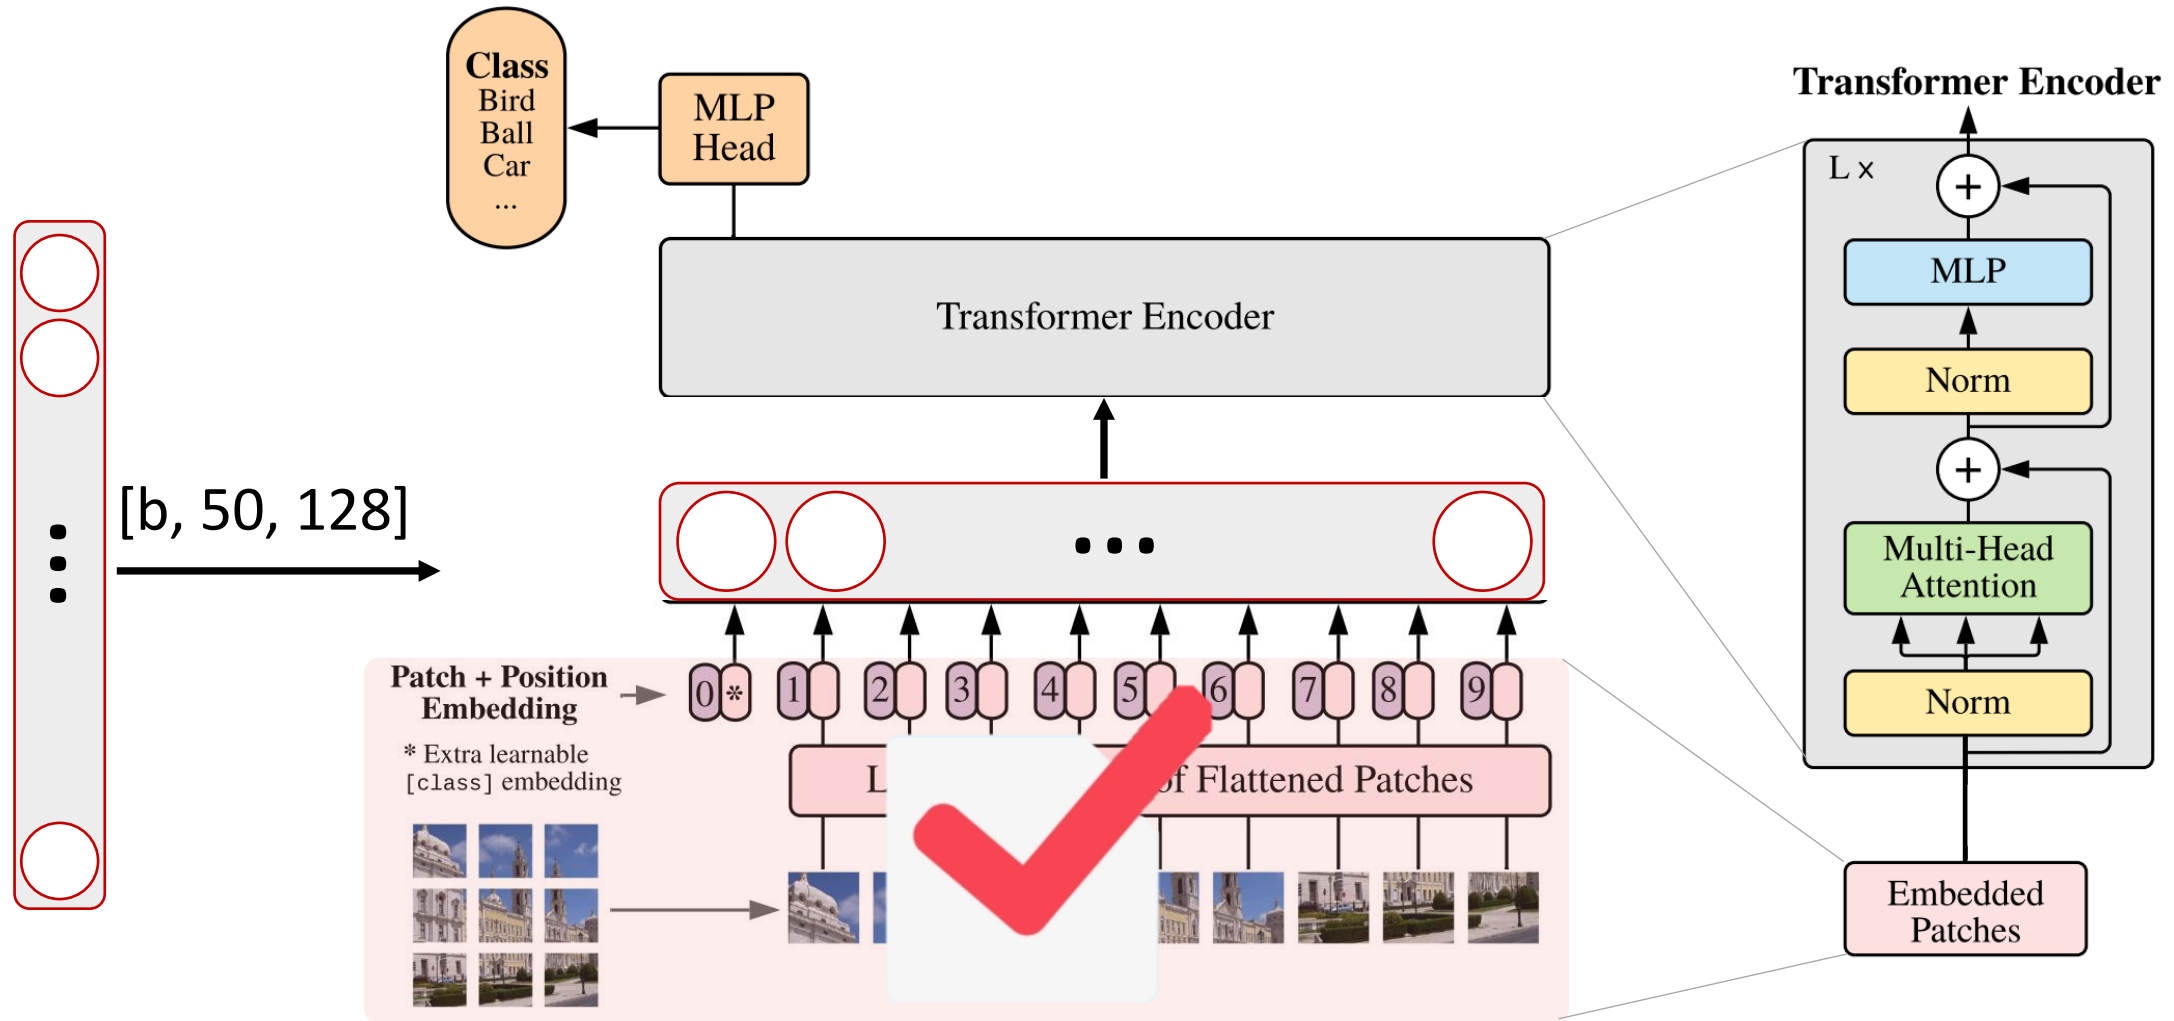 Class
Bird
Ball
Car
...
MLP
Head
Transformer Encoder
[b, 50, 128]
Patch + Position
Embedding
* Extra learnable
[class] embedding
0 * 1 2 3 4 5 6 7 8 9
of Flattened Patches
Transformer Encoder
L ×
+
MLP
Norm
+
Multi-Head
Attention
Norm
Embedded
Patches